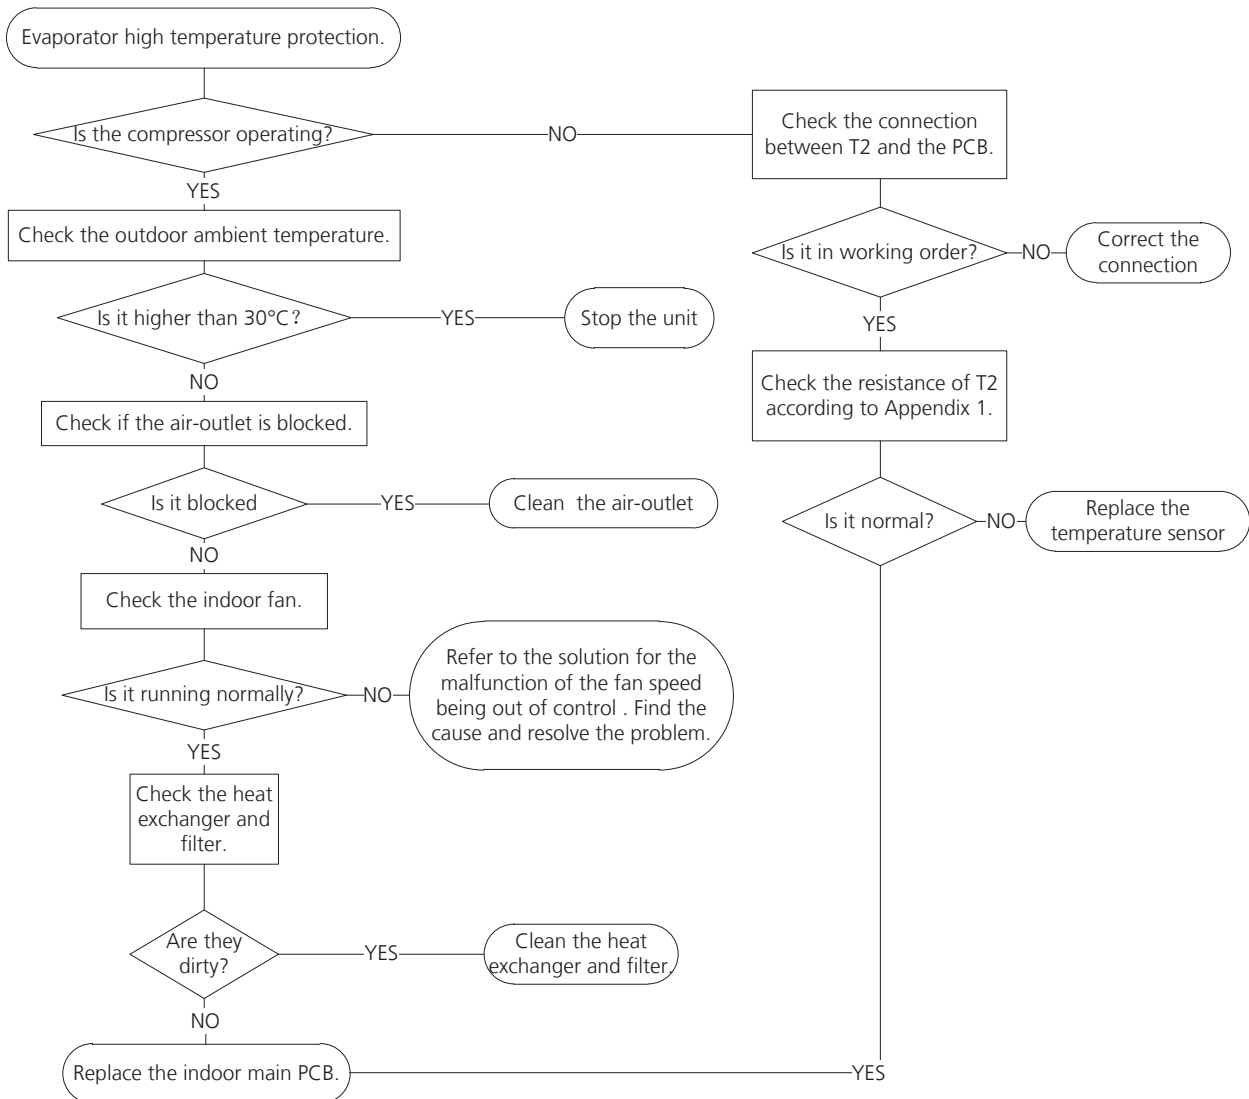 Evaporator high temperature protection.
Is the compressor operating?
NO
Check the connection
between T2 and the PCB.
YES
Check the outdoor ambient temperature.
Is it in working order?
NO
Correct the
connection
Is it higher than 30°C?
YES
Stop the unit
YES
NO
Check the resistance of T2
according to Appendix 1.
Check if the air-outlet is blocked.
Is it blocked
YES
Clean the air-outlet
Is it normal?
NO
Replace the
temperature sensor
NO
Check the indoor fan.
Is it running normally?
NO
Refer to the solution for the
malfunction of the fan speed
being out of control . Find the
cause and resolve the problem.
YES
Check the heat
exchanger and
filter.
Are they
dirty?
YES
Clean the heat
exchanger and filter.
NO
Replace the indoor main PCB.
YES